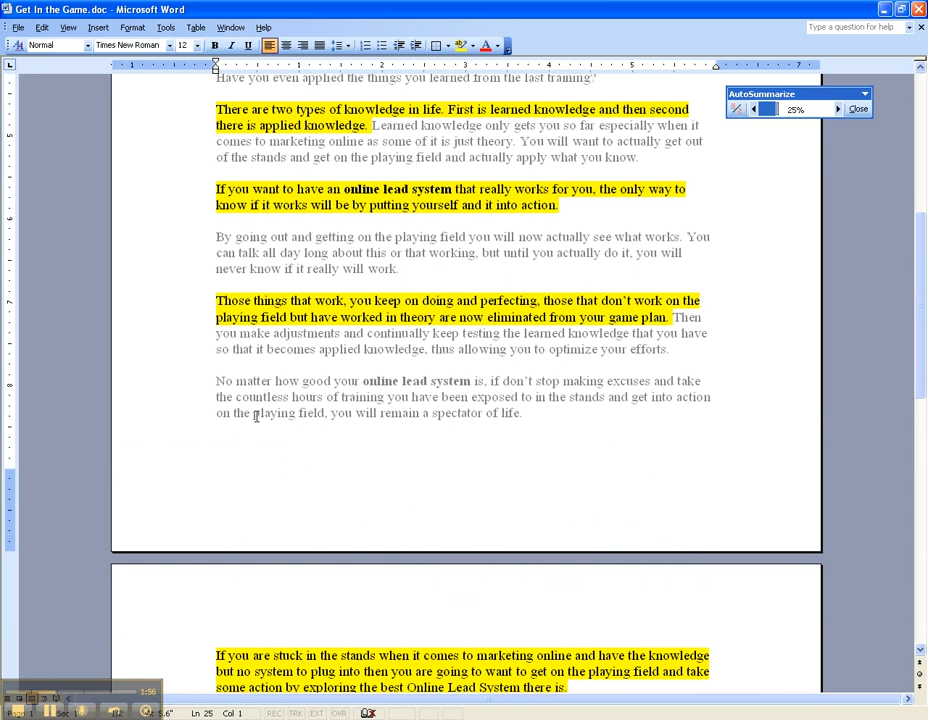 Get In the Game.doc - Microsoft Word
File Edit View Insert Format Tools Table Window Help
Type a question for help
Normal Times New Roman 12 B I U
AutoSummarize
25% Close
Have you even applied the things you learned from the last training?
There are two types of knowledge in life. First is learned knowledge and then second
there is applied knowledge. Learned knowledge only gets you so far especially when it
comes to marketing online as some of it is just theory. You will want to actually get out
of the stands and get on the playing field and actually apply what you know.
If you want to have an online lead system that really works for you, the only way to
know if it works will be by putting yourself and it into action.
By going out and getting on the playing field you will now actually see what works. You
can talk all day long about this or that working, but until you actually do it, you will
never know if it really will work.
Those things that work, you keep on doing and perfecting, those that don't work on the
playing field but have worked in theory are now eliminated from your game plan. Then
you make adjustments and continually keep testing the learned knowledge that you have
so that it becomes applied knowledge, thus allowing you to optimize your efforts.
No matter how good your online lead system is, if don't stop making excuses and take
the countless hours of training you have been exposed to in the stands and get into action
on the playing field, you will remain a spectator of life.
If you are stuck in the stands when it comes to marketing online and have the knowledge
but no system to plug into then you are going to want to get on the playing field and take
some action by exploring the best Online Lead System there is.
1:56
Page 1 Sec 1 1/2 At 5.6" Ln 25 Col 1 REC TRK EXT OVR